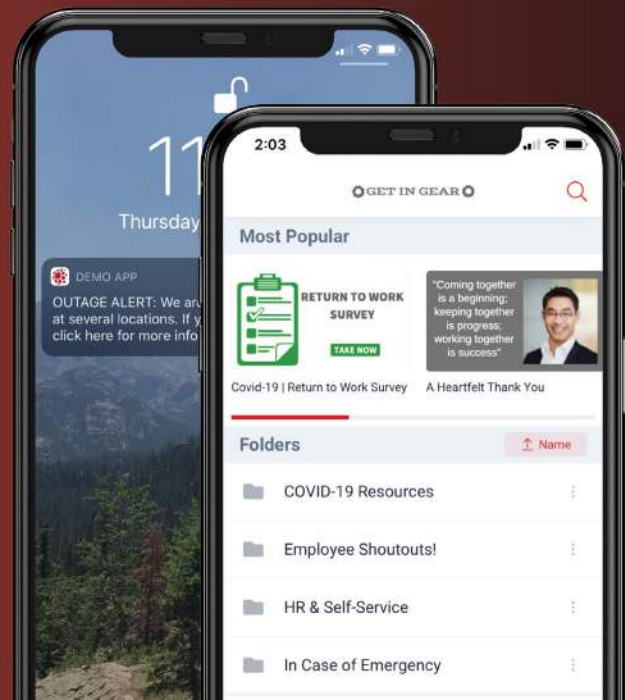 11
Thursday
DEMO APP
OUTAGE ALERT: We are
at several locations. If y
click here for more info
2:03
GET IN GEAR
Most Popular
RETURN TO WORK
SURVEY
TAKE NOW
"Coming together
is a beginning;
keeping together
is progress;
working together
is success"
Covid-19 | Return to Work Survey
A Heartfelt Thank You
Folders
Name
COVID-19 Resources
Employee Shoutouts!
HR & Self-Service
In Case of Emergency